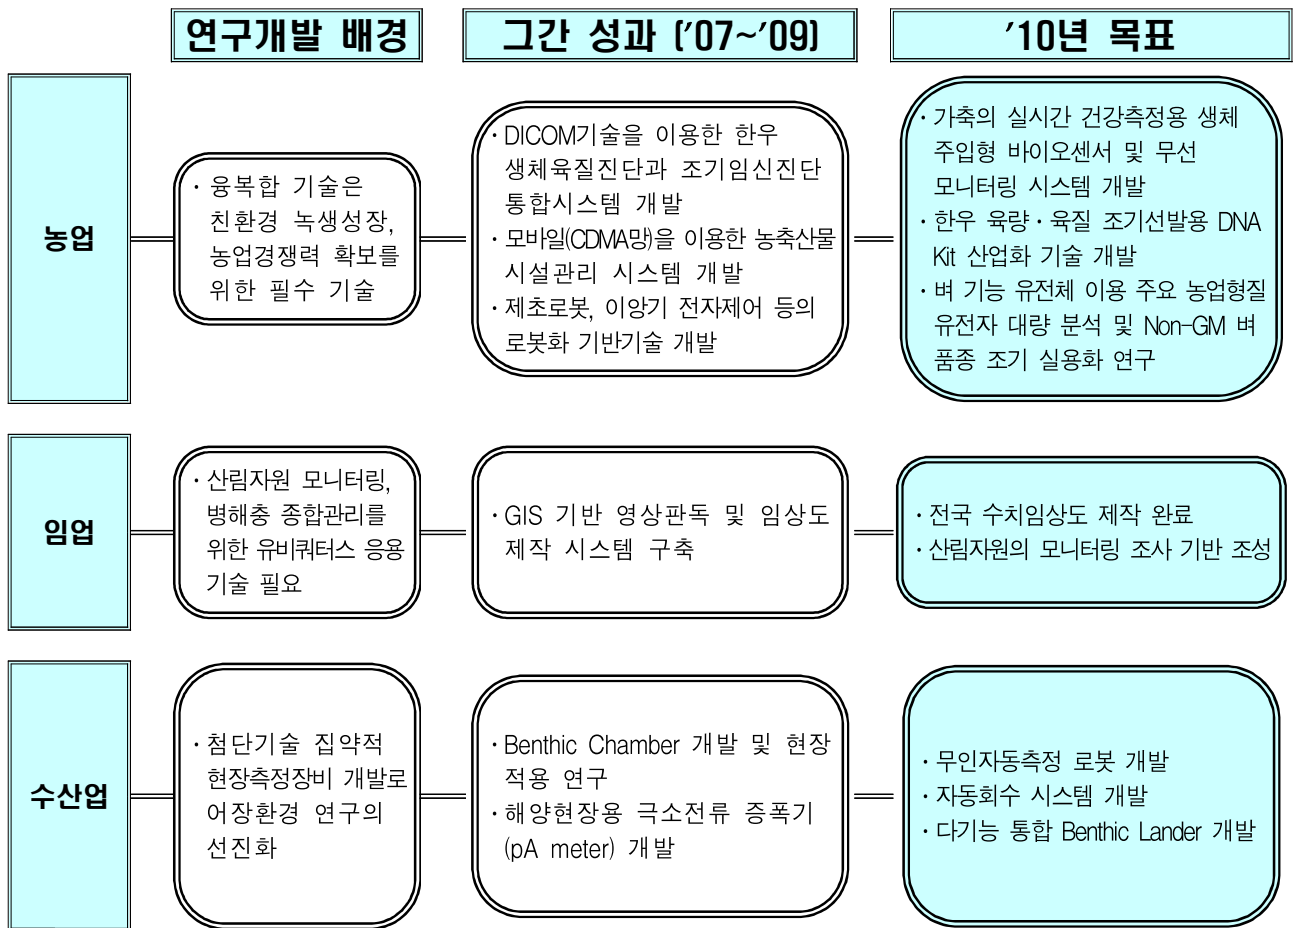 연구개발 배경
그간 성과 ('07~'09)
'10년 목표
농업
· 융복합 기술은
친환경 녹생성장,
농업경쟁력 확보를
위한 필수 기술
· DICOM기술을 이용한 한우
생체육질진단과 조기임신진단
통합시스템 개발
· 모바일(CDMA망)을 이용한 농축산물
시설관리 시스템 개발
· 제초로봇, 이앙기 전자제어 등의
로봇화 기반기술 개발
· 가축의 실시간 건강측정용 생체
주입형 바이오센서 및 무선
모니터링 시스템 개발
· 한우 육량·육질 조기선발용 DNA
Kit 산업화 기술 개발
· 벼 기능 유전체 이용 주요 농업형질
유전자 대량 분석 및 Non-GM 벼
품종 조기 실용화 연구
임업
· 산림자원 모니터링,
병해충 종합관리를
위한 유비쿼터스 응용
기술 필요
· GIS 기반 영상판독 및 임상도
제작 시스템 구축
· 전국 수치임상도 제작 완료
· 산림자원의 모니터링 조사 기반 조성
수산업
· 첨단기술 집약적
현장측정장비 개발로
어장환경 연구의
선진화
· Benthic Chamber 개발 및 현장
적용 연구
· 해양현장용 극소전류 증폭기
(pA meter) 개발
· 무인자동측정 로봇 개발
· 자동회수 시스템 개발
· 다기능 통합 Benthic Lander 개발